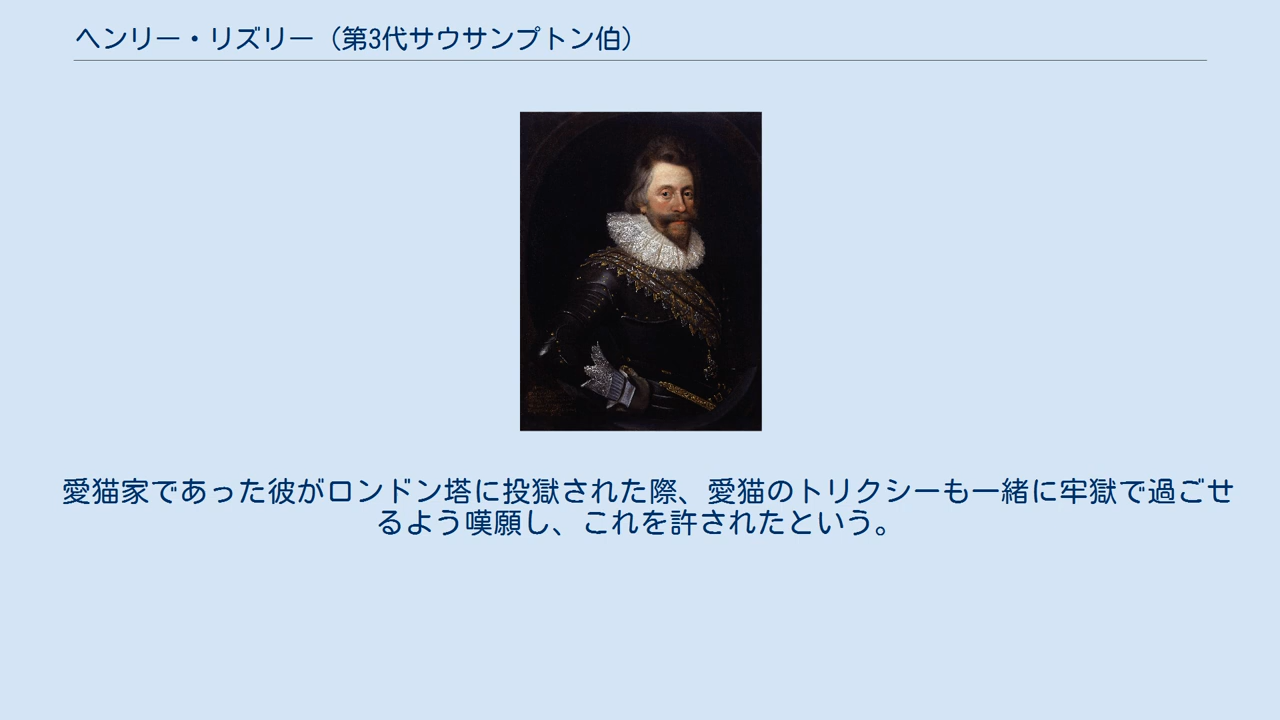 ヘンリー・リズリー（第3代サウサンプトン伯）
愛猫家であった彼がロンドン塔に投獄された際、愛猫のトリクシーも一緒に牢獄で過ごせ
るよう嘆願し、これを許されたという。